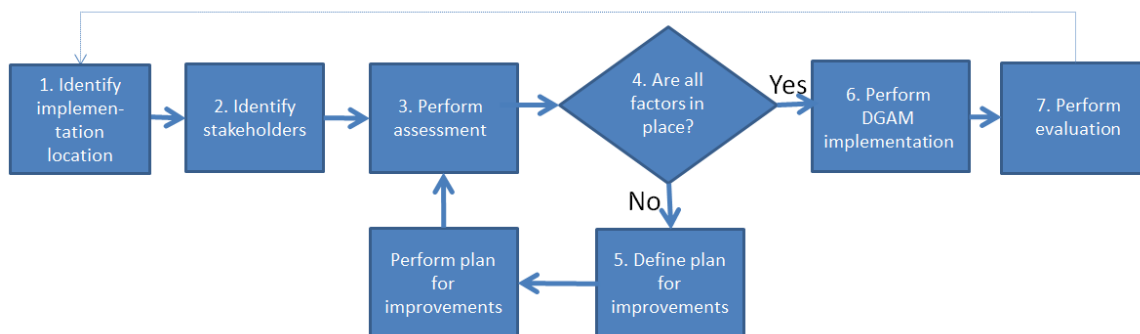 1. Identify
implemen-
tation
location
2. Identify
stakeholders
3. Perform
assessment
4. Are all
factors in
place?
Yes
6. Perform
DGAM
implementation
7. Perform
evaluation
No
Perform plan
for
improvements
5. Define plan
for
improvements